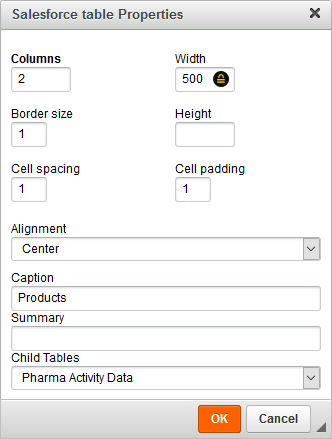 Salesforce table Properties
Columns Width
2 500
Border size Height
1
Cell spacing Cell padding
1 1
Alignment
Center
Caption
Products
Summary
Child Tables
Pharma Activity Data
OK Cancel